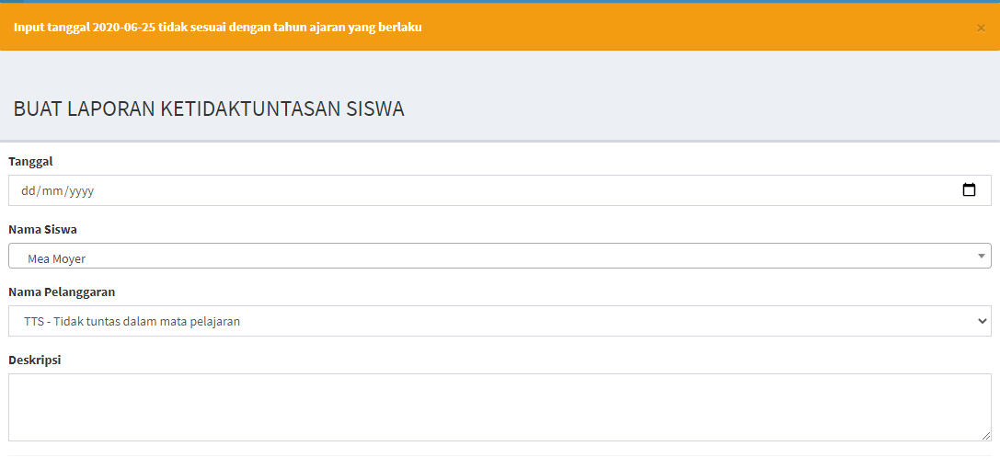 Input tanggal 2020-06-25 tidak sesuai dengan tahun ajaran yang berlaku ×
BUAT LAPORAN KETIDAKTUNTASAN SISWA
Tanggal
dd/mm/yyyy
Nama Siswa
Mea Moyer
Nama Pelanggaran
TTS - Tidak tuntas dalam mata pelajaran
Deskripsi